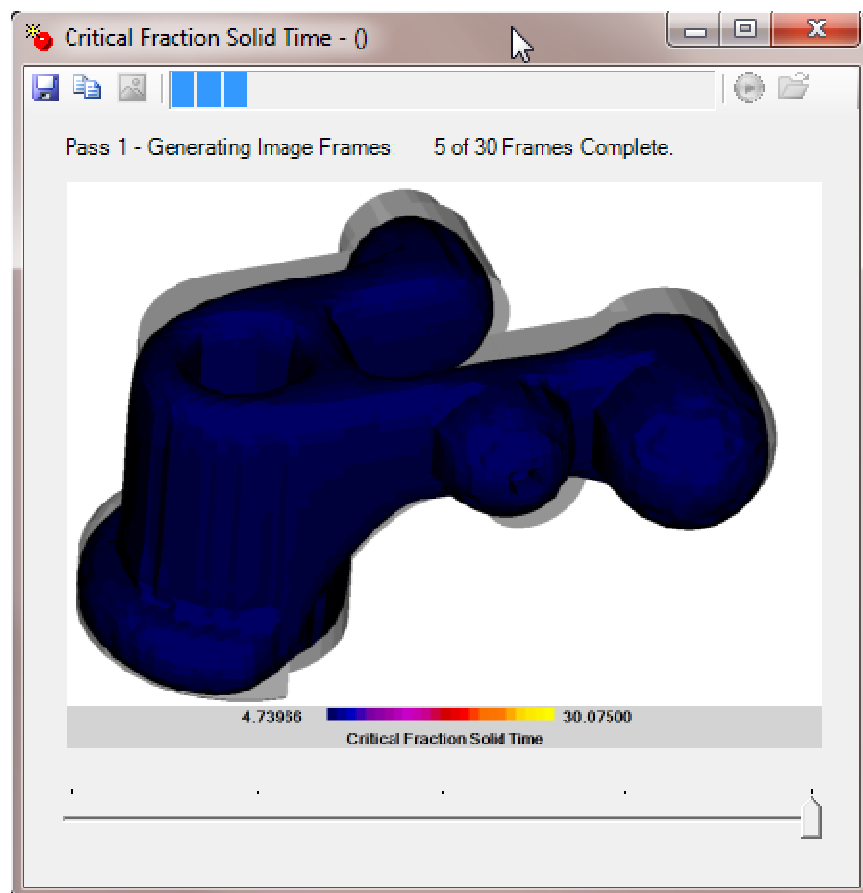 Critical Fraction Solid Time - ()
Pass 1 - Generating Image Frames 5 of 30 Frames Complete.
4.73966 30.07500
Critical Fraction Solid Time